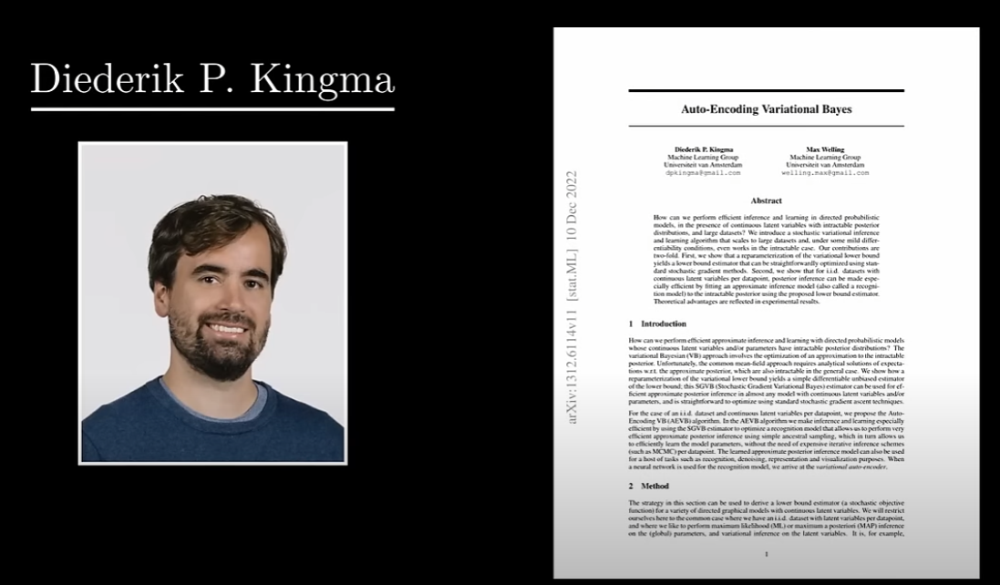 Diederik P. Kingma
arXiv:1312.6114v11 [stat.ML] 10 Dec 2022
Auto-Encoding Variational Bayes
Diederik P. Kingma
Machine Learning Group
Universiteit van Amsterdam
dpkingma@gmail.com
Max Welling
Machine Learning Group
Universiteit van Amsterdam
welling.max@gmail.com
Abstract
How can we perform efficient inference and learning in directed probabilistic
models, in the presence of continuous latent variables with intractable posterior
distributions, and large datasets? We introduce a stochastic variational inference
and learning algorithm that scales to large datasets and, under some mild differ-
entiability conditions, even works in the intractable case. Our contributions are
two-fold. First, we show that a reparameterization of the variational lower bound
yields a lower bound estimator that can be straightforwardly optimized using stan-
dard stochastic gradient methods. Second, we show that for i.i.d. datasets with
continuous latent variables per datapoint, posterior inference can be made espe-
cially efficient by fitting an approximate inference model (also called a recogni-
tion model) to the intractable posterior using the proposed lower bound estimator.
Theoretical advantages are reflected in experimental results.
1 Introduction
How can we perform efficient approximate inference and learning with directed probabilistic models
whose continuous latent variables and/or parameters have intractable posterior distributions? The
variational Bayesian (VB) approach involves the optimization of an approximation to the intractable
posterior. Unfortunately, the common mean-field approach requires analytical solutions of expecta-
tions w.r.t. the approximate posterior, which are also intractable in the general case. We show how a
reparameterization of the variational lower bound yields a simple differentiable unbiased estimator
of the lower bound; this SGVB (Stochastic Gradient Variational Bayes) estimator can be used for ef-
ficient approximate posterior inference in almost any model with continuous latent variables and/or
parameters, and is straightforward to optimize using standard stochastic gradient ascent techniques.
For the case of an i.i.d. dataset and continuous latent variables per datapoint, we propose the Auto-
Encoding VB (AEVB) algorithm. In the AEVB algorithm we make inference and learning especially
efficient by using the SGVB estimator to optimize a recognition model that allows us to perform very
efficient approximate posterior inference using simple ancestral sampling, which in turn allows us
to efficiently learn the model parameters, without the need of expensive iterative inference schemes
(such as MCMC) per datapoint. The learned approximate posterior inference model can also be used
for a host of tasks such as recognition, denoising, representation and visualization purposes. When
a neural network is used for the recognition model, we arrive at the variational auto-encoder.
2 Method
The strategy in this section can be used to derive a lower bound estimator (a stochastic objective
function) for a variety of directed graphical models with continuous latent variables. We will restrict
ourselves here to the common case where we have an i.i.d. dataset with latent variables per datapoint,
and where we like to perform maximum likelihood (ML) or maximum a posteriori (MAP) inference
on the (global) parameters, and variational inference on the latent variables. It is, for example,
1